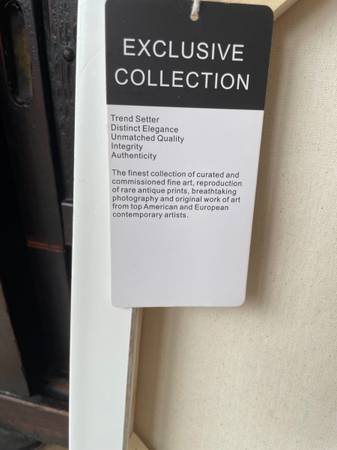 EXCLUSIVE
COLLECTION
Trend Setter
Distinct Elegance
Unmatched Quality
Integrity
Authenticity
The finest collection of curated and
commissioned fine art, reproduction
of rare antique prints, breathtaking
photography and original work of art
from top American and European
contemporary artists.